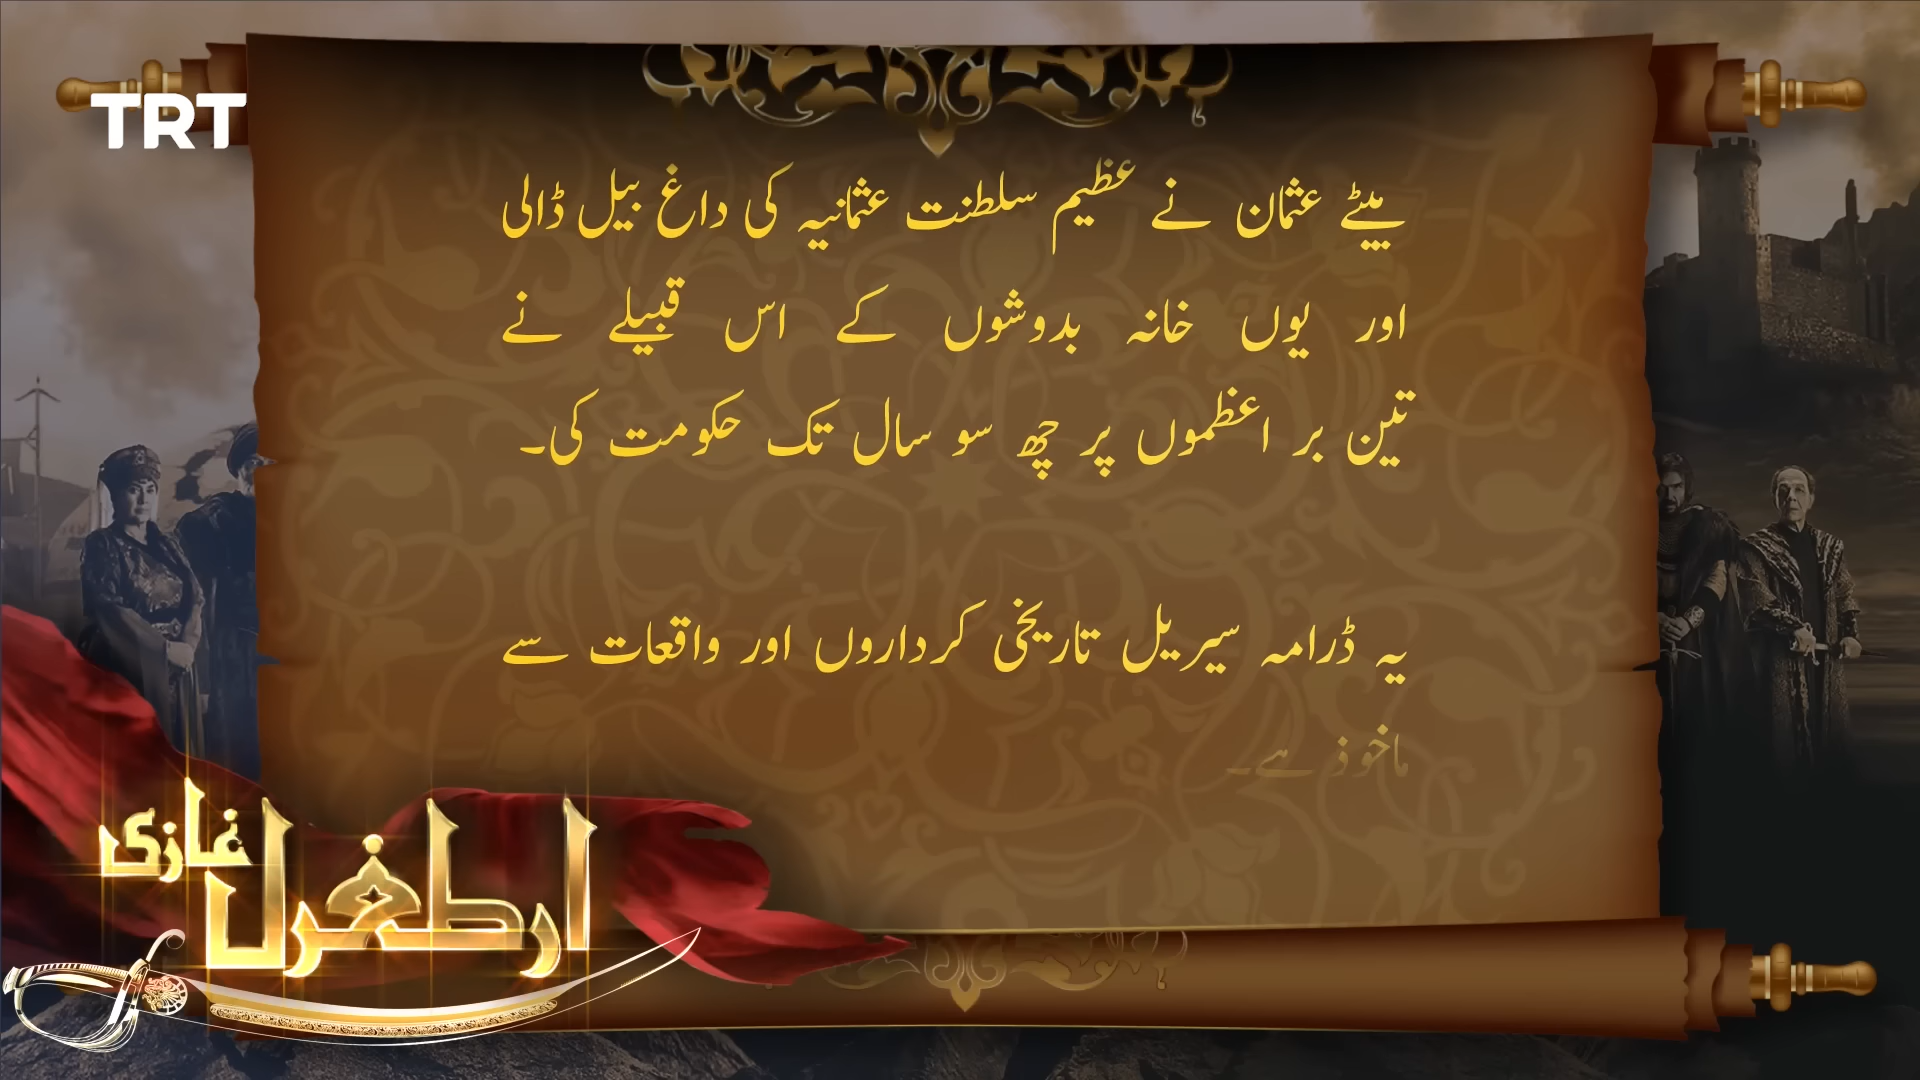 TRT
بیٹے عثمان نے عظیم سلطنت عثمانیہ کی داغ بیل ڈالی
اور یوں خانہ بدوشوں کے اس قبیلے نے
تین بر اعظموں پر چھ سو سال تک حکومت کی۔
یہ ڈرامہ سیریل تاریخی کرداروں اور واقعات سے
ماخوذ ہے۔
ارطغرل غازی